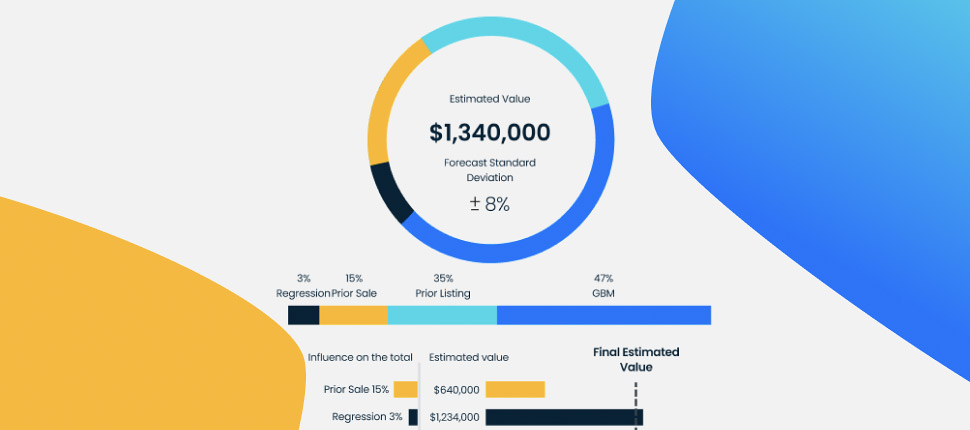 Estimated Value
$1,340,000
Forecast Standard
Deviation
± 8%
3% 15% 35% 47%
Regression Prior Sale Prior Listing GBM
Influence on the total Estimated value
Final Estimated
Value
Prior Sale 15% $640,000
Regression 3% $1,234,000